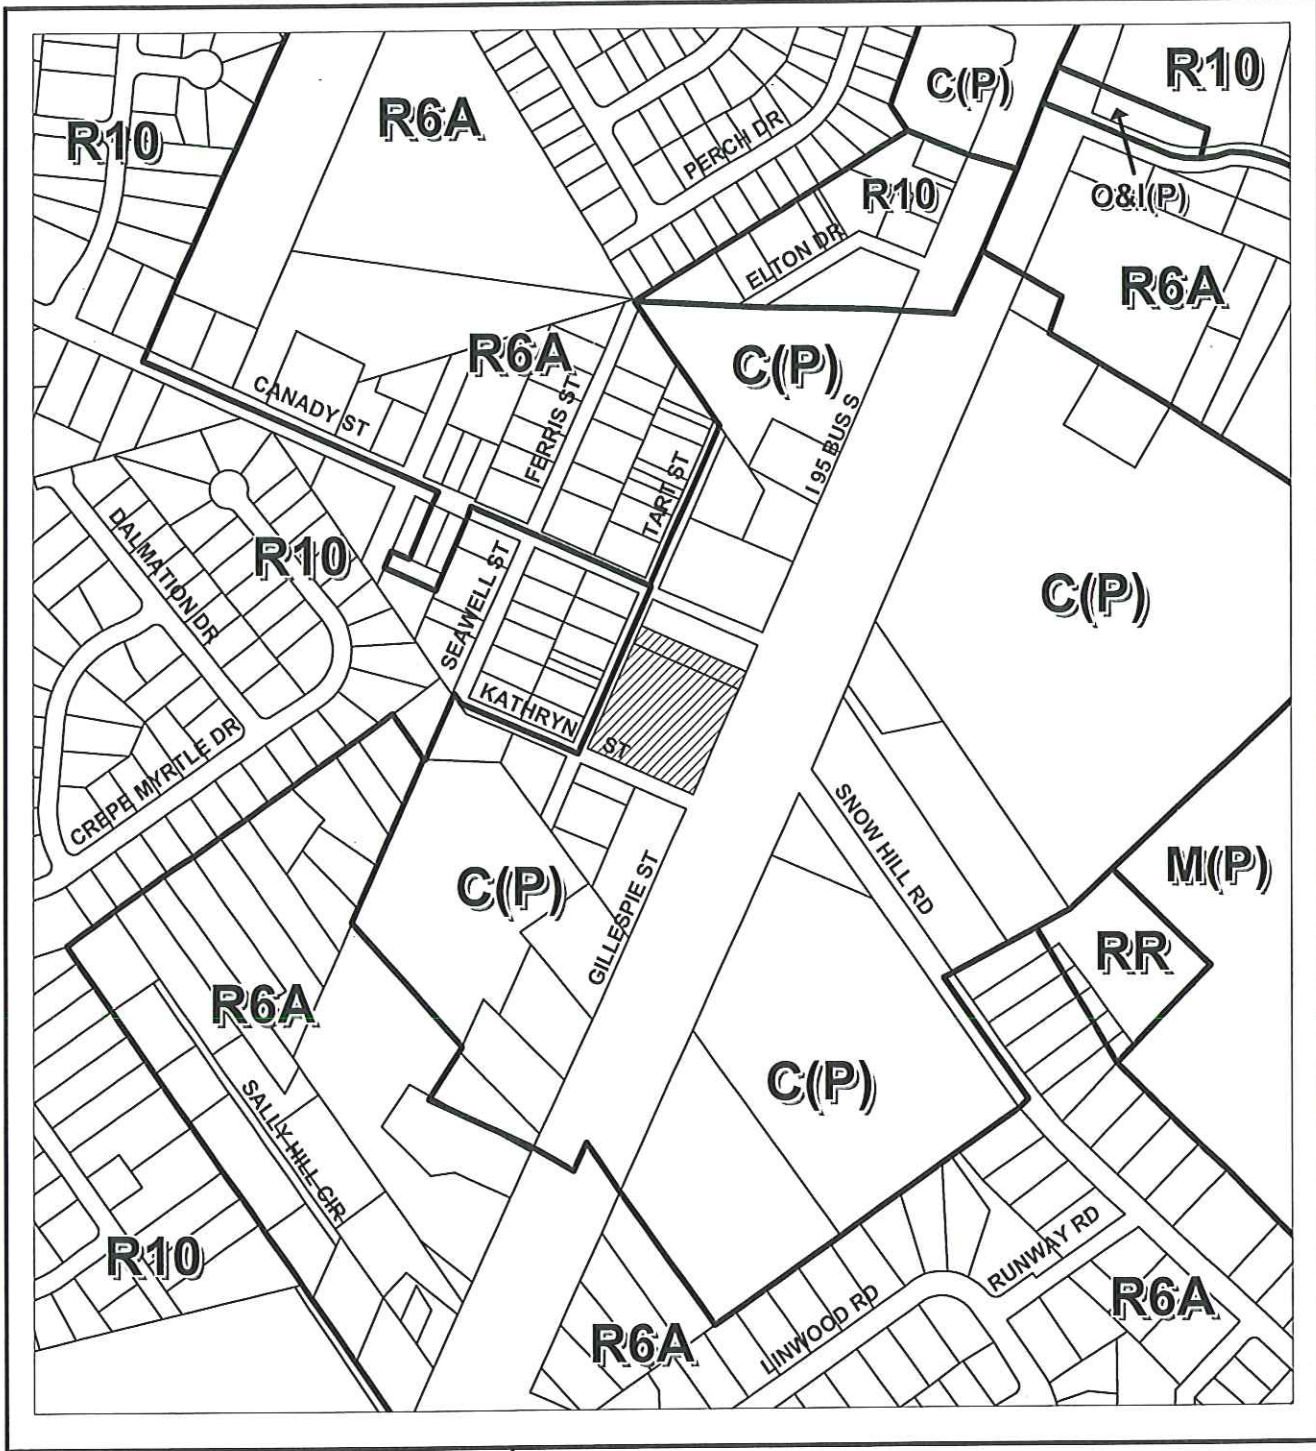 R10
R6A
C(P)
R10
PERCH DR
R10
O&I(P)
ELTON DR
R6A
R6A
C(P)
CANADY ST
FERRIS ST
I 95 BUS S
TART ST
DALMATION DR
R10
SEAWELL ST
C(P)
KATHRYN ST
CREPE MYRTLE DR
SNOW HILL RD
C(P)
M(P)
GILLESPIE ST
RR
R6A
C(P)
SALLY HILL CIR
R10
RUNWAY RD
LINWOOD RD
R6A
R6A